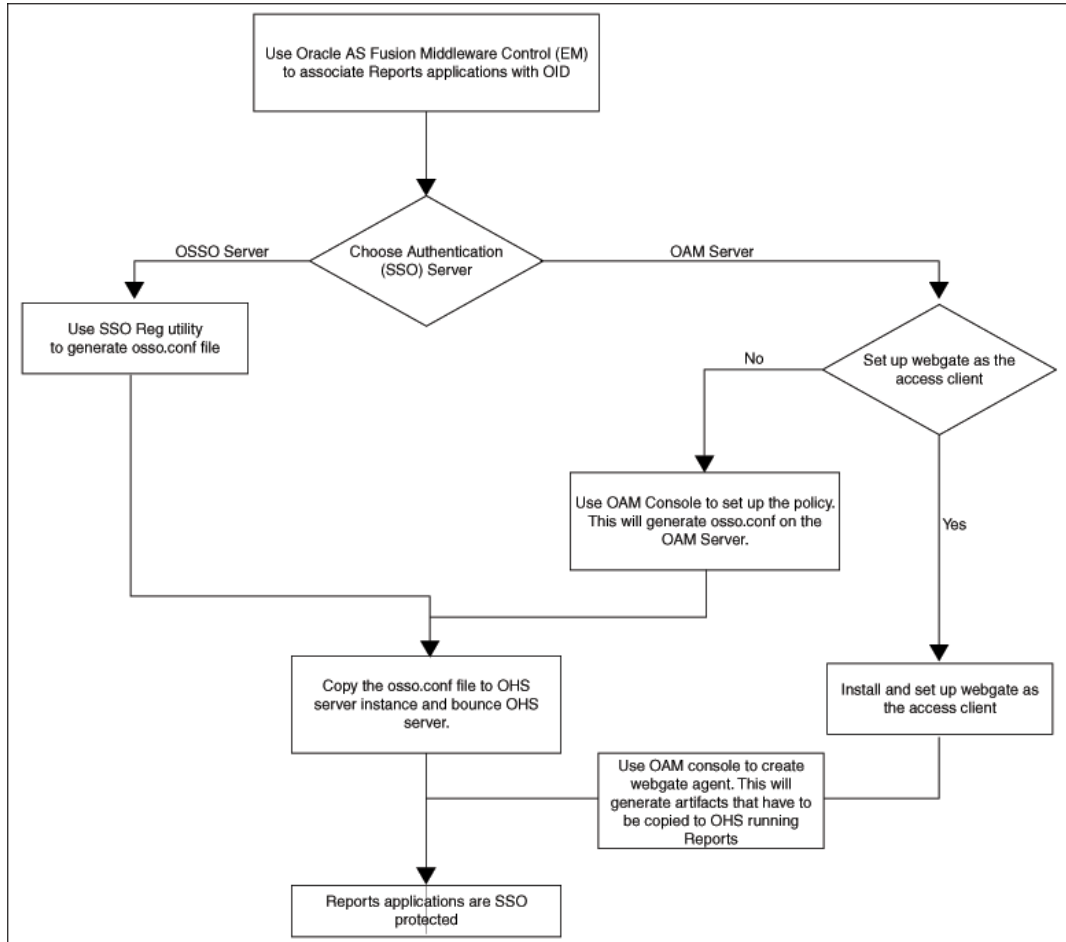 Use Oracle AS Fusion Middleware Control (EM)
to associate Reports applications with OID
OSSO Server
Choose Authentication
(SSO) Server
OAM Server
Use SSO Reg utility
to generate osso.conf file
No
Set up webgate as the
access client
Use OAM Console to set up the policy.
This will generate osso.conf on the
OAM Server.
Yes
Copy the osso.conf file to OHS
server instance and bounce OHS
server.
Install and set up webgate as
the access client
Use OAM console to create
webgate agent. This will
generate artifacts that have to
be copied to OHS running
Reports
Reports applications are SSO
protected